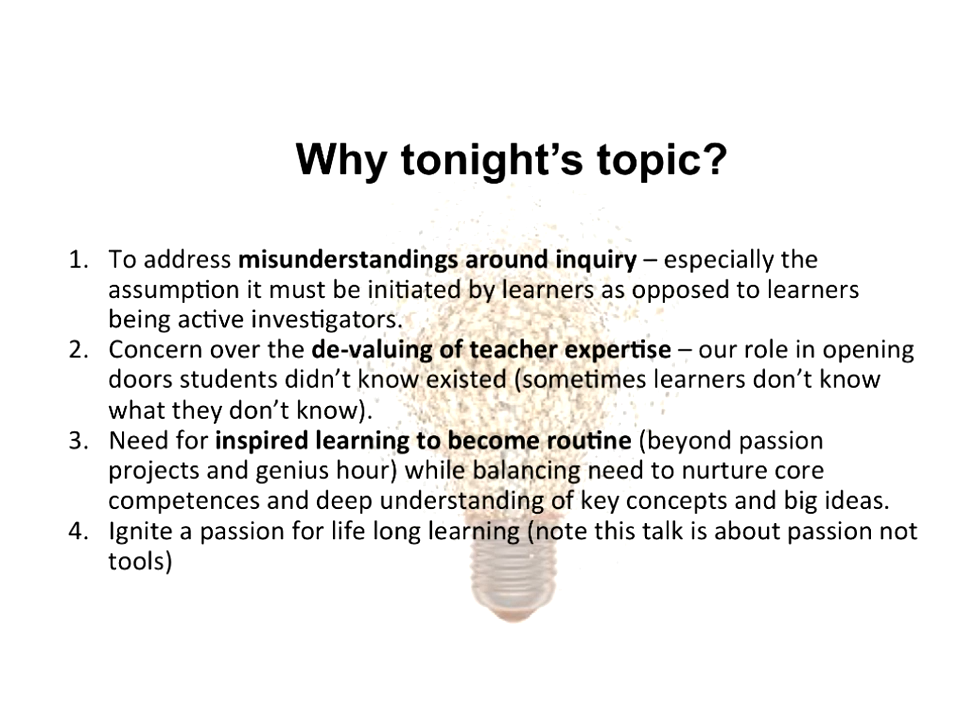 Why tonight’s topic?
1. To address misunderstandings around inquiry – especially the
assumption it must be initiated by learners as opposed to learners
being active investigators.
2. Concern over the de-valuing of teacher expertise – our role in opening
doors students didn’t know existed (sometimes learners don’t know
what they don’t know).
3. Need for inspired learning to become routine (beyond passion
projects and genius hour) while balancing need to nurture core
competences and deep understanding of key concepts and big ideas.
4. Ignite a passion for life long learning (note this talk is about passion not
tools)